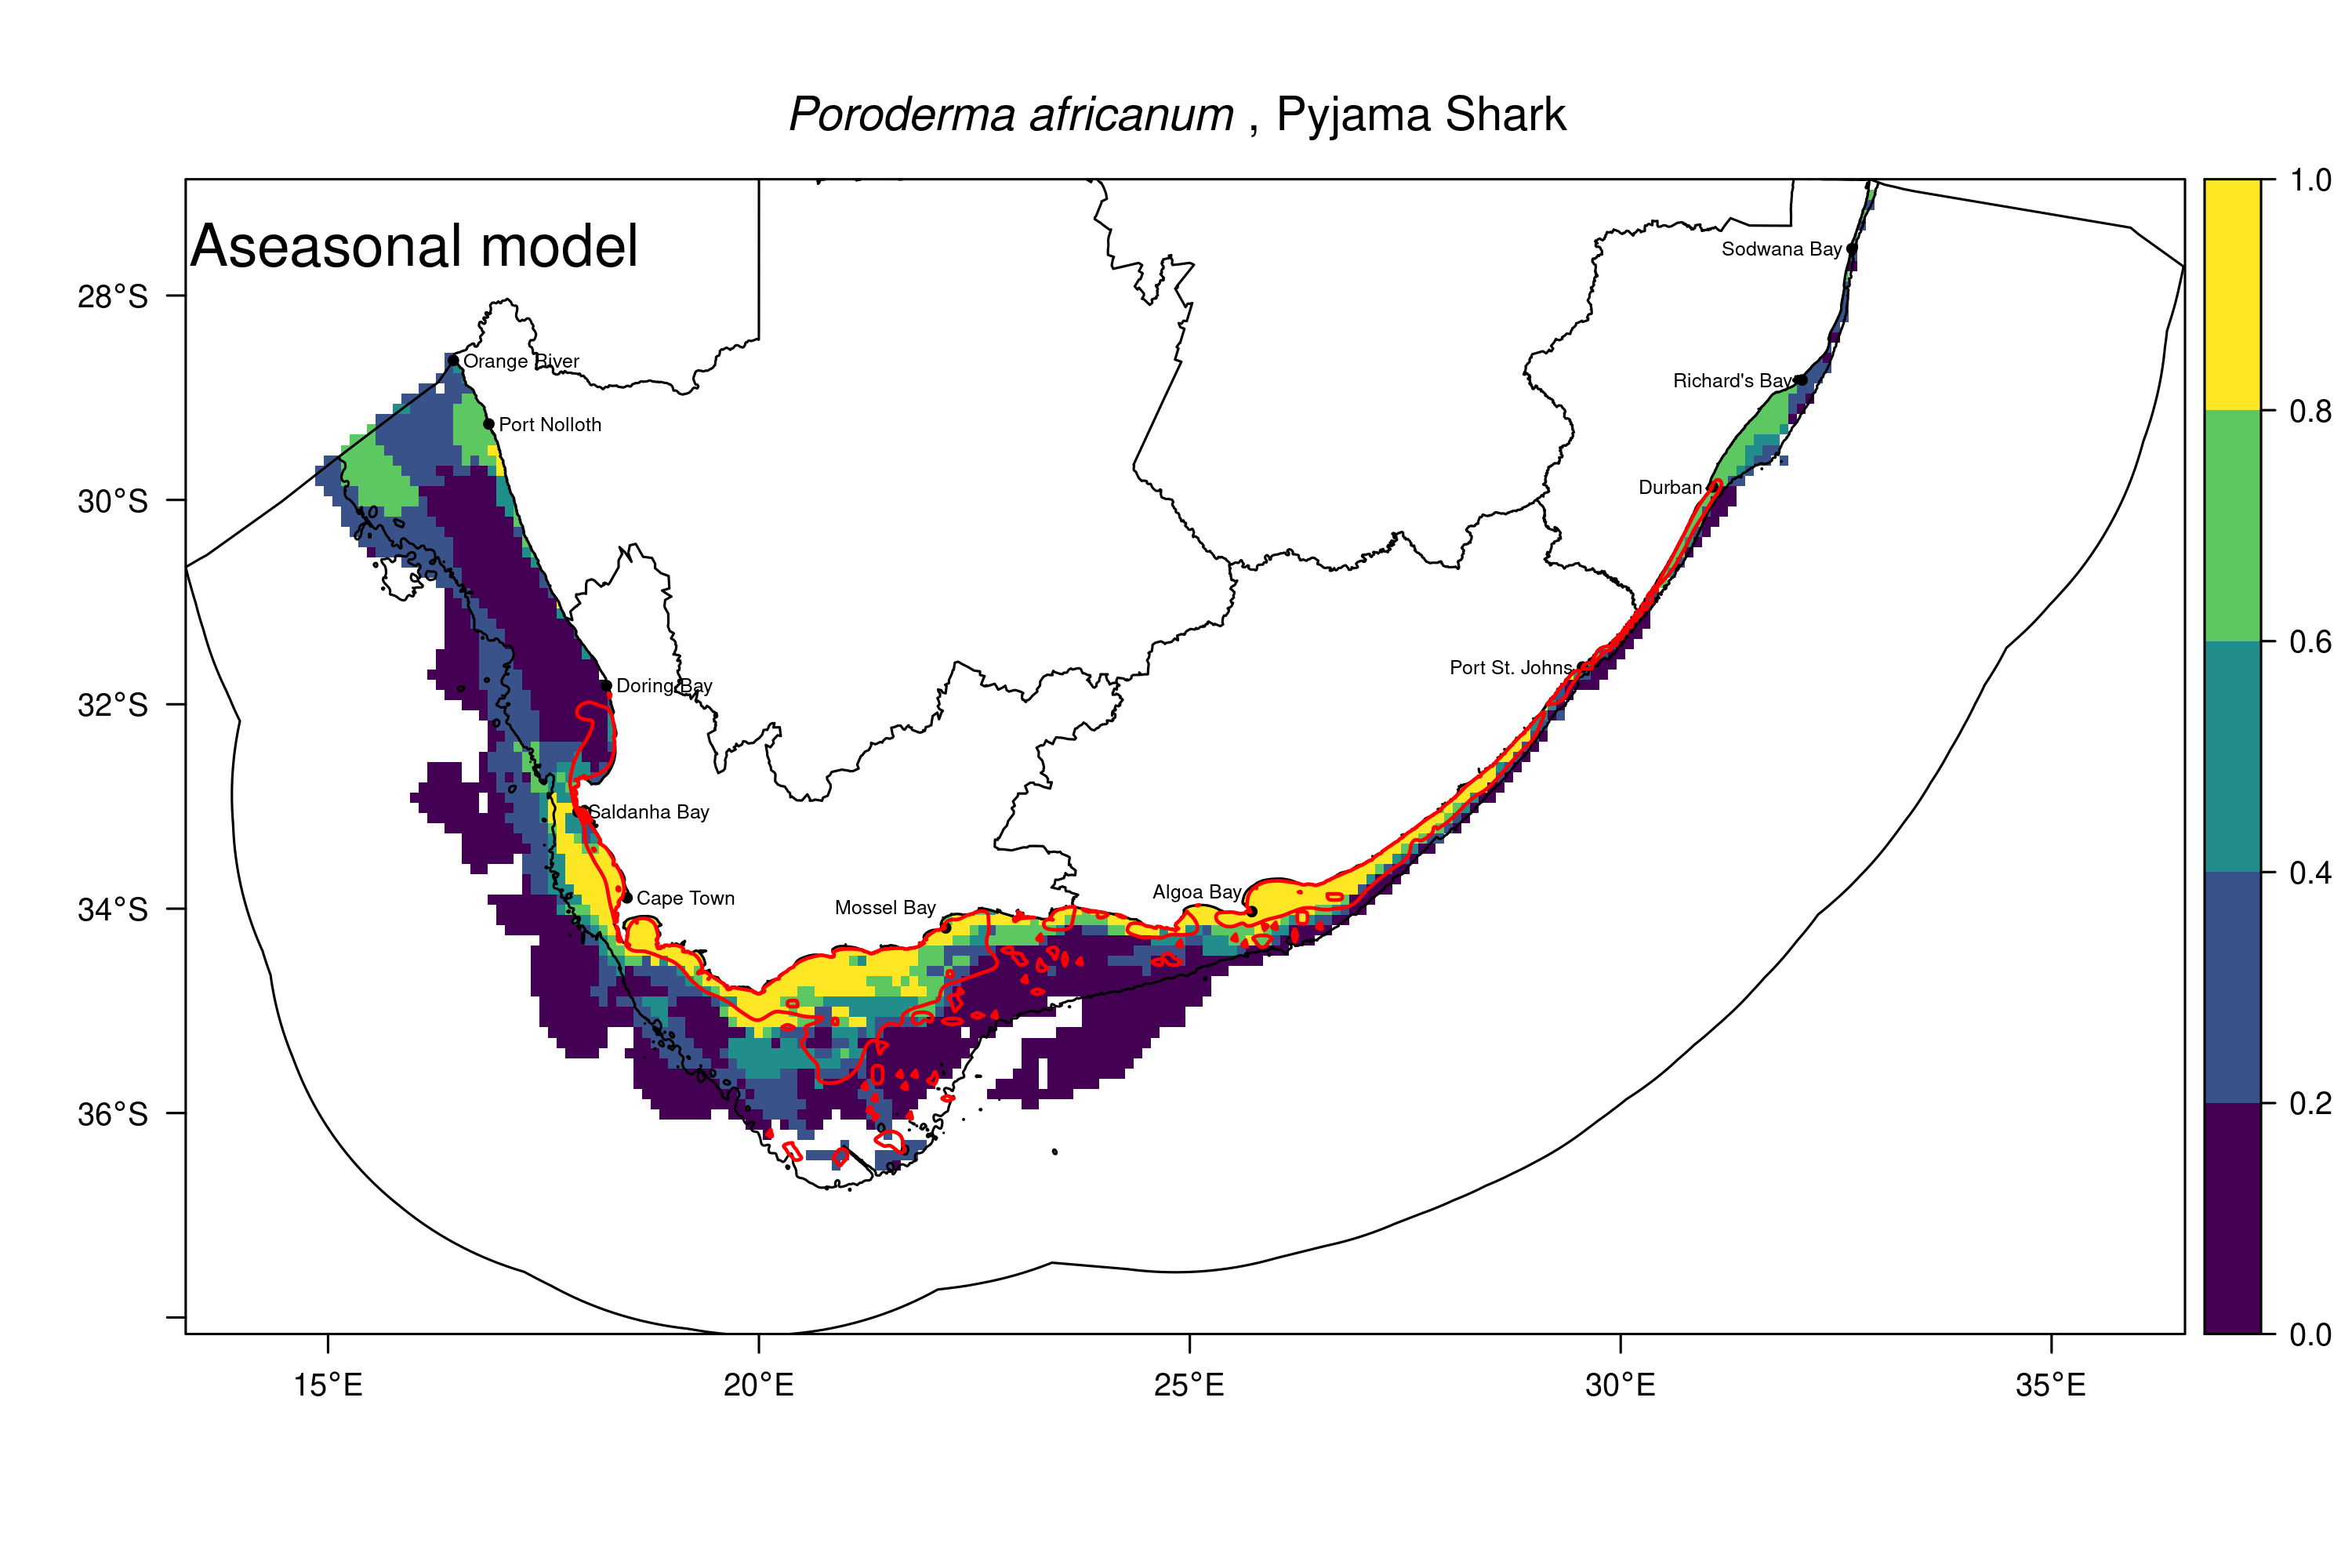 Poroderma africanum , Pyjama Shark
Aseasonal model
1.0
0.8
0.6
0.4
0.2
0.0
28°S
30°S
32°S
34°S
36°S
Sodwana Bay
Orange River
Richard's Bay
Port Nolloth
Durban
Port St. Johns
Doring Bay
Saldanha Bay
Cape Town
Algoa Bay
Mossel Bay
15°E
20°E
25°E
30°E
35°E